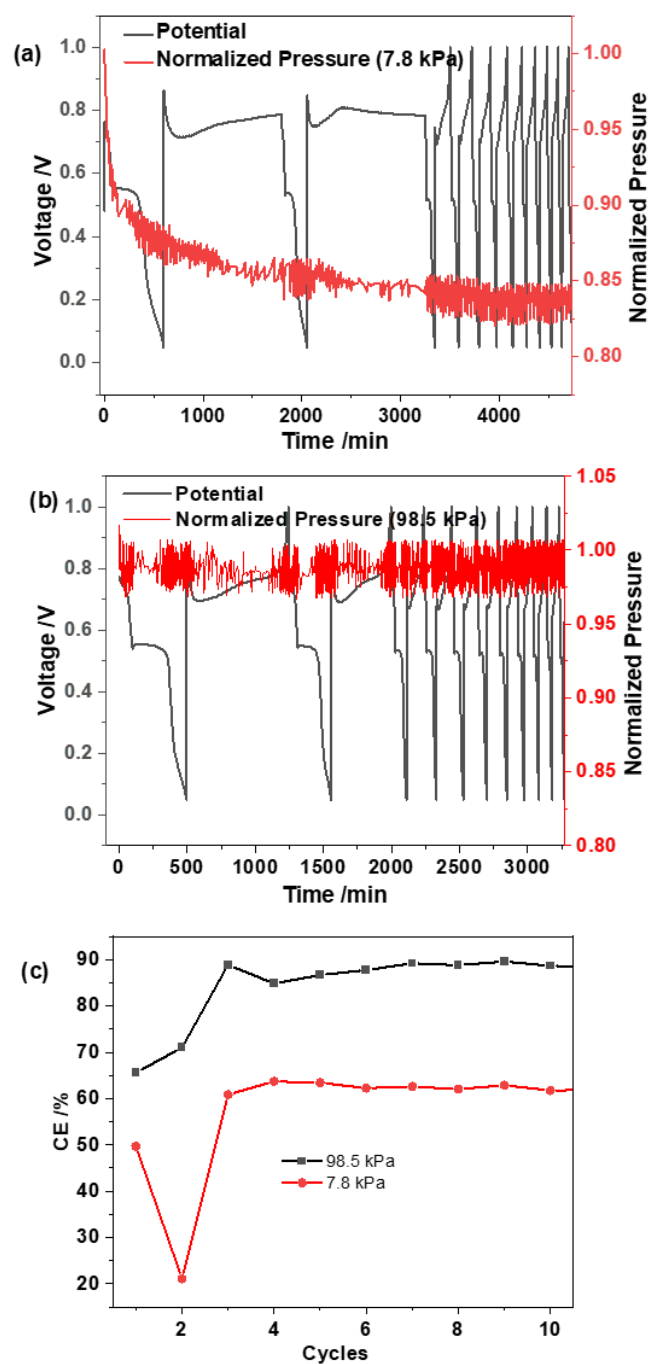 (a)
Potential
Normalized Pressure (7.8 kPa)
1.0
0.8
0.6
0.4
0.2
0.0
Voltage /V
1.00
0.95
0.90
0.85
0.80
Normalized Pressure
0 1000 2000 3000 4000
Time /min
(b)
Potential
Normalized Pressure (98.5 kPa)
1.0
0.8
0.6
0.4
0.2
0.0
Voltage /V
1.05
1.00
0.95
0.90
0.85
0.80
Normalized Pressure
0 500 1000 1500 2000 2500 3000
Time /min
(c)
90
80
70
60
50
40
30
20
CE /%
98.5 kPa
7.8 kPa
2 4 6 8 10
Cycles